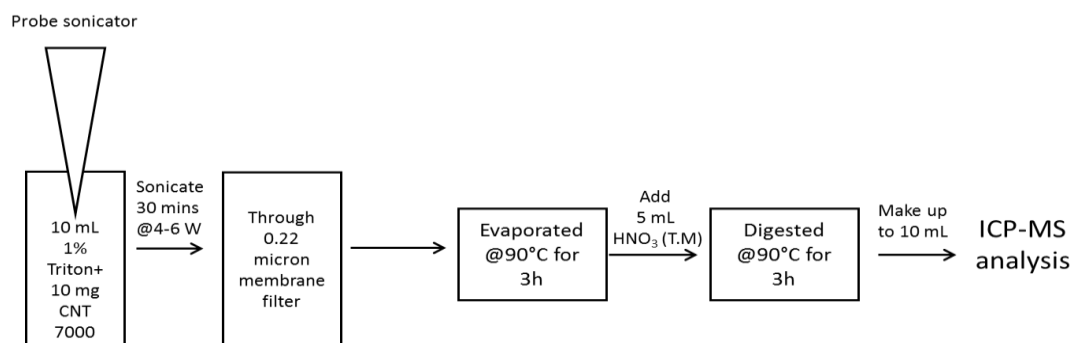 Probe sonicator
10 mL
1%
Triton+
10 mg
CNT
7000
Sonicate
30 mins
@4-6 W
Through
0.22
micron
membrane
filter
Evaporated
@90°C for
3h
Add
5 mL
HNO₃ (T.M)
Digested
@90°C for
3h
Make up
to 10 mL
ICP-MS
analysis